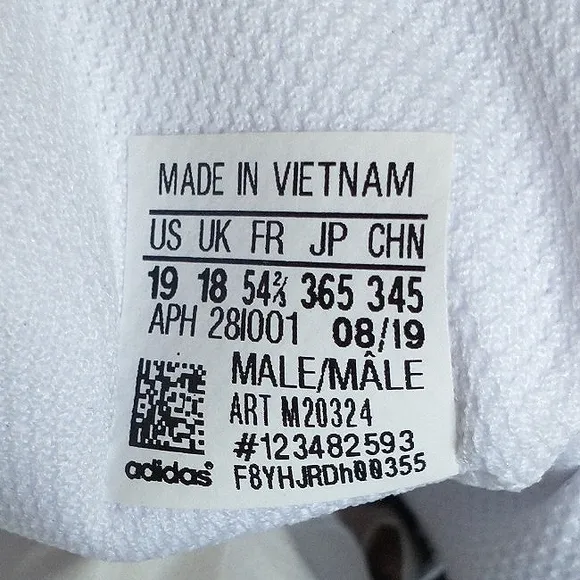 MADE IN VIETNAM
US UK FR JP CHN
19 18 54⅔ 365 345
APH 28I001 08/19
MALE/MÂLE
ART M20324
#123482593
F8YHJRDh00355
adidas